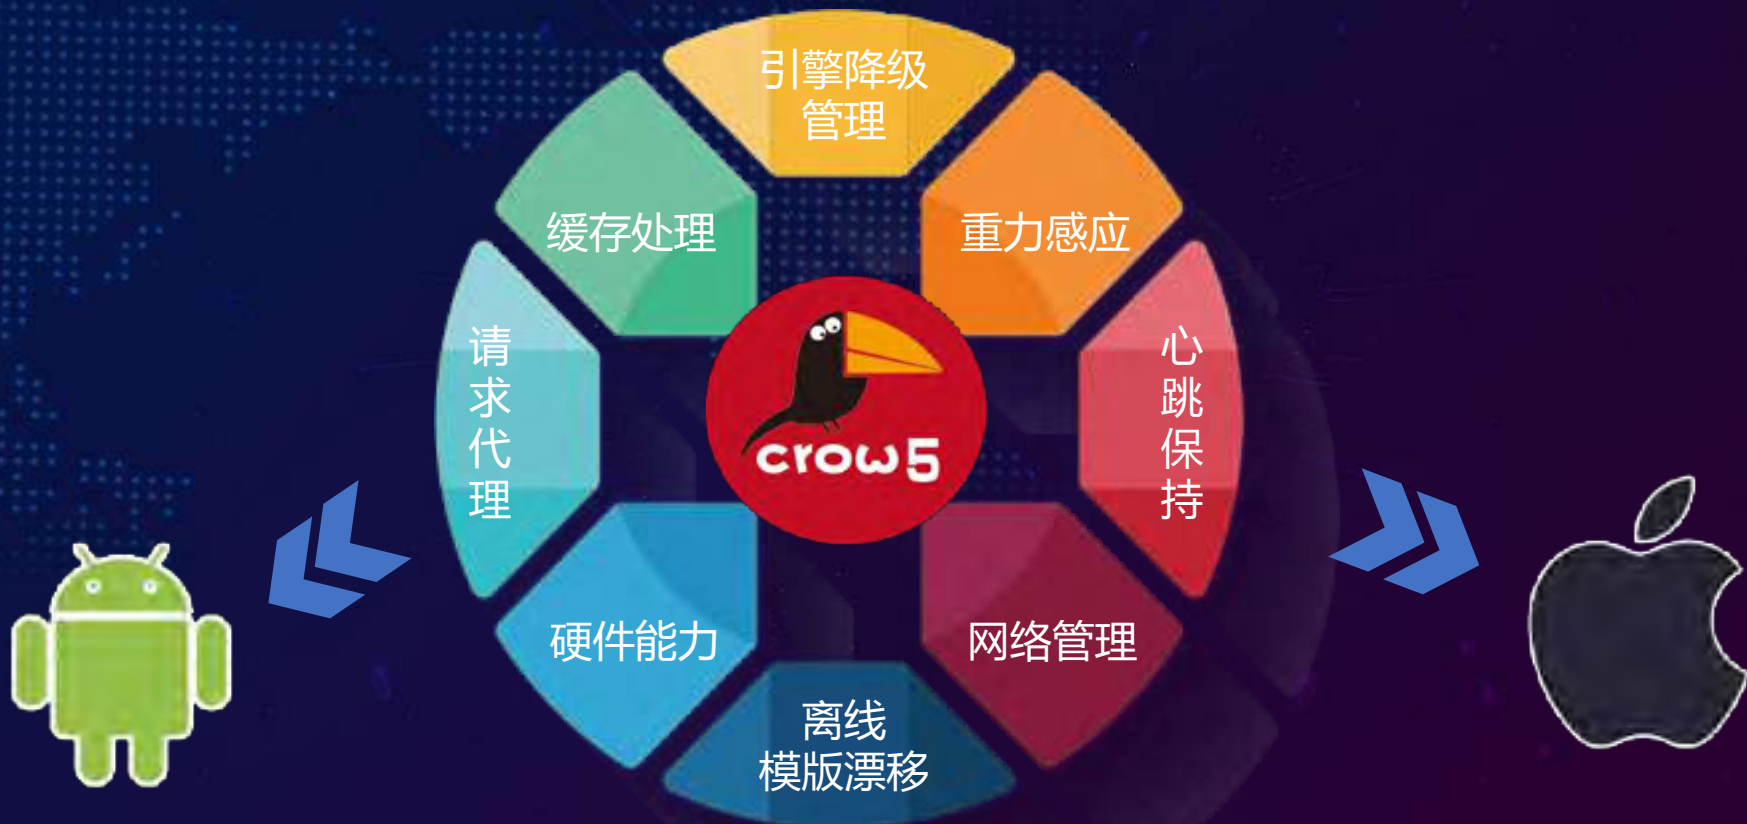 引擎降级
管理
缓存处理
重力感应
请求代理
心跳保持
crow5
硬件能力
网络管理
离线
模版漂移